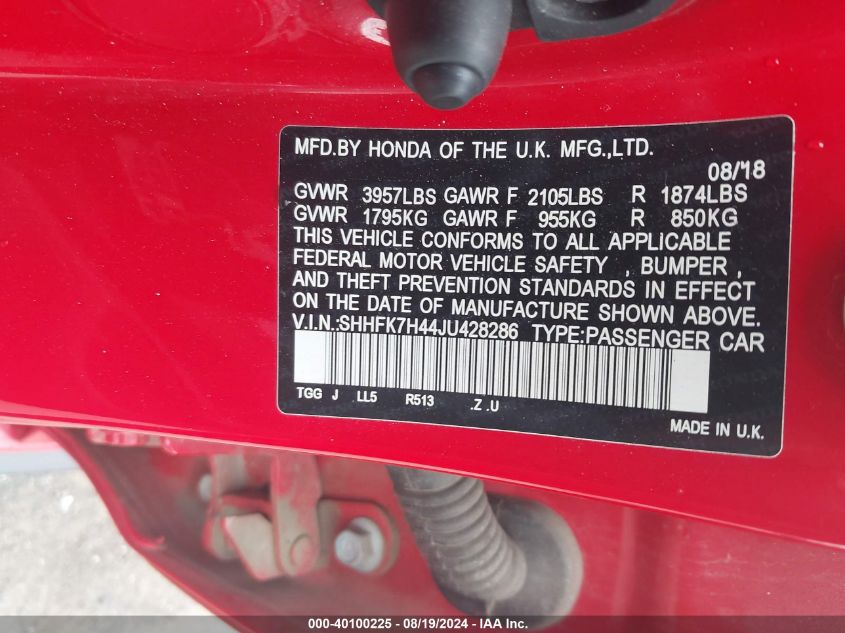 MFD.BY HONDA OF THE U.K. MFG.,LTD.
08/18
GVWR 3957LBS GAWR F 2105LBS R 1874LBS
GVWR 1795KG GAWR F 955KG R 850KG
THIS VEHICLE CONFORMS TO ALL APPLICABLE
FEDERAL MOTOR VEHICLE SAFETY , BUMPER ,
AND THEFT PREVENTION STANDARDS IN EFFECT
ON THE DATE OF MANUFACTURE SHOWN ABOVE.
V.I.N.:SHHFK7H44JU428286 TYPE:PASSENGER CAR
TGG J .LL5 R513 .Z .U
MADE IN U.K.
000-40100225 - 08/19/2024 - IAA Inc.